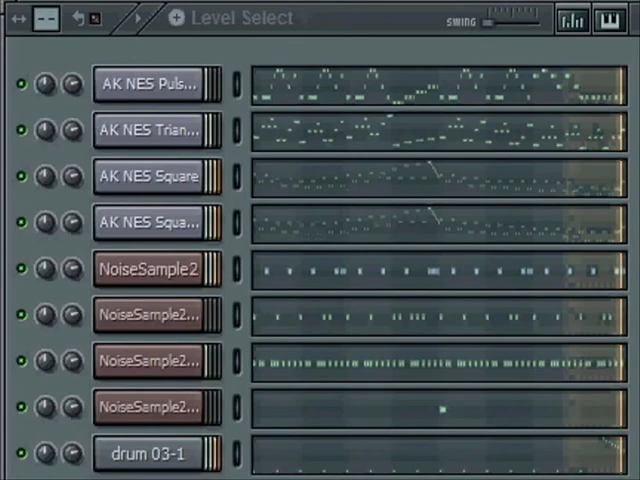 Level Select
SWING
AK NES Puls...
AK NES Trian...
AK NES Square
AK NES Squa...
NoiseSample2
NoiseSample2...
NoiseSample2...
NoiseSample2...
drum 03-1